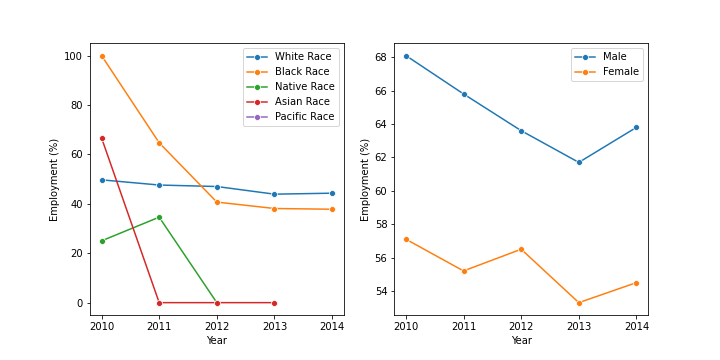 100
80
60
40
20
0
Employment (%)
2010 2011 2012 2013 2014
Year
White Race
Black Race
Native Race
Asian Race
Pacific Race
68
66
64
62
60
58
56
54
Employment (%)
2010 2011 2012 2013 2014
Year
Male
Female